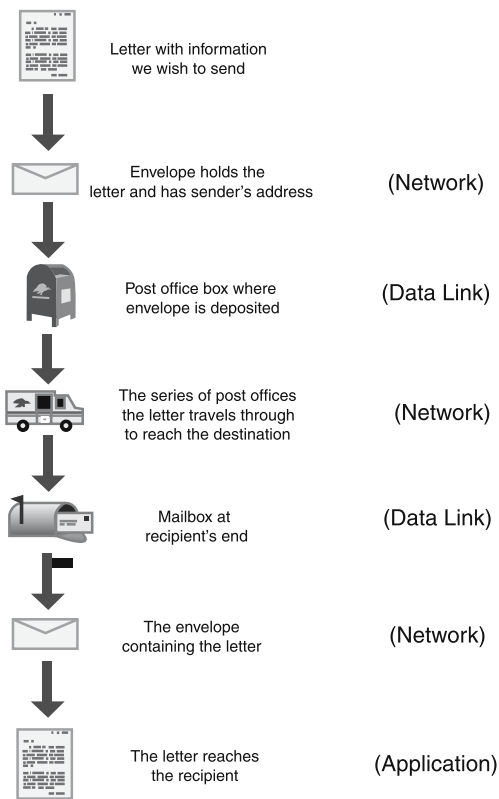 Letter with information
we wish to send
Envelope holds the
letter and has sender's address
(Network)
Post office box where
envelope is deposited
(Data Link)
The series of post offices
the letter travels through
to reach the destination
(Network)
Mailbox at
recipient's end
(Data Link)
The envelope
containing the letter
(Network)
The letter reaches
the recipient
(Application)